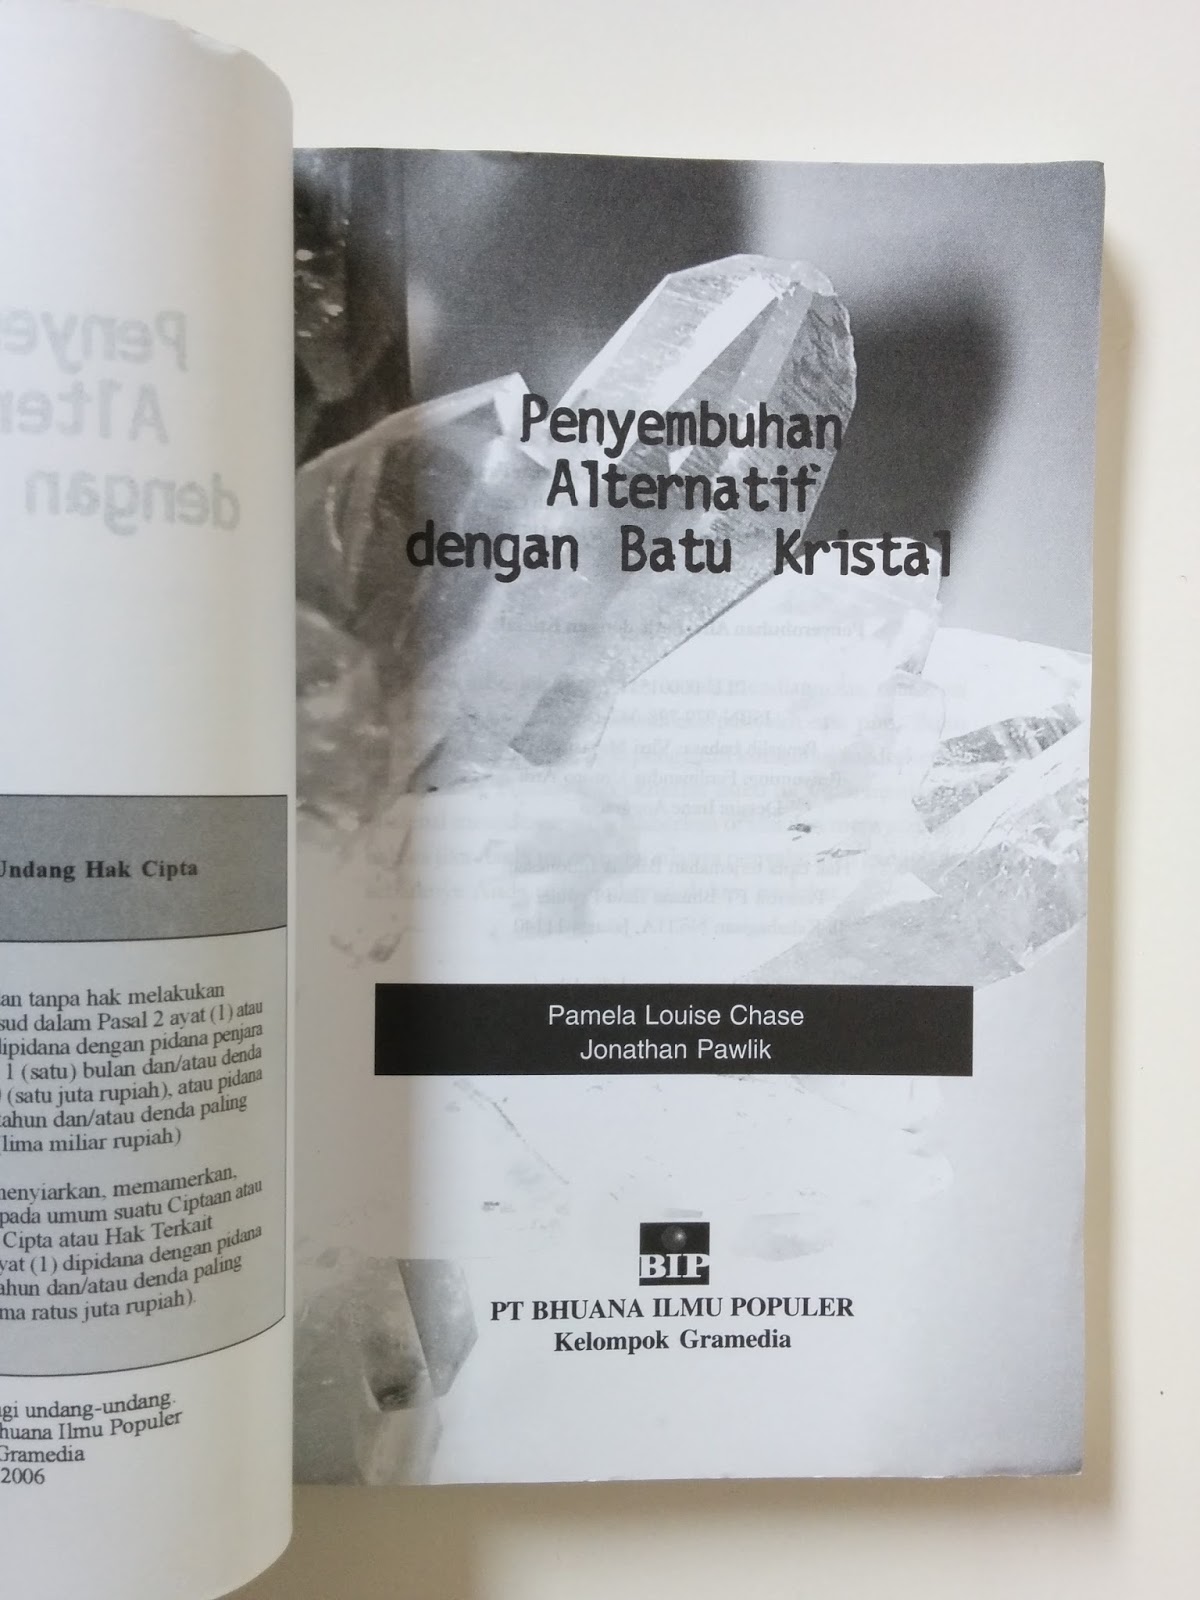 Undang Hak Cipta
an tanpa hak melakukan
sud dalam Pasal 2 ayat (1) atau
dipidana dengan pidana penjara
1 (satu) bulan dan/atau denda
(satu juta rupiah), atau pidana
tahun dan/atau denda paling
(lima miliar rupiah)
menyiarkan, memamerkan,
pada umum suatu Ciptaan atau
Cipta atau Hak Terkait
yat (1) dipidana dengan pidana
ahun dan/atau denda paling
ma ratus juta rupiah).
gi undang-undang.
huana Ilmu Populer
Gramedia
2006
Penyembuhan
Alternatif
dengan Batu Kristal
Pamela Louise Chase
Jonathan Pawlik
BIP
PT BHUANA ILMU POPULER
Kelompok Gramedia